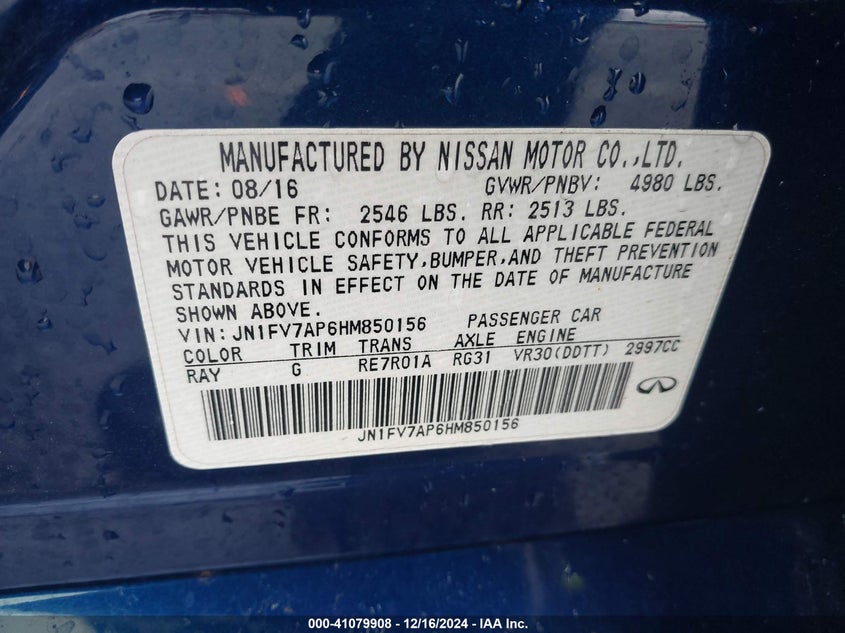 MANUFACTURED BY NISSAN MOTOR CO.,LTD.
DATE: 08/16 GVWR/PNBV: 4980 LBS.
GAWR/PNBE FR: 2546 LBS. RR: 2513 LBS.
THIS VEHICLE CONFORMS TO ALL APPLICABLE FEDERAL
MOTOR VEHICLE SAFETY,BUMPER,AND THEFT PREVENTION
STANDARDS IN EFFECT ON THE DATE OF MANUFACTURE
SHOWN ABOVE.
VIN: JN1FV7AP6HM850156 PASSENGER CAR
COLOR TRIM TRANS AXLE ENGINE
RAY G RE7R01A RG31 VR30(DDTT) 2997CC
JN1FV7AP6HM850156
000-41079908 - 12/16/2024 - IAA Inc.